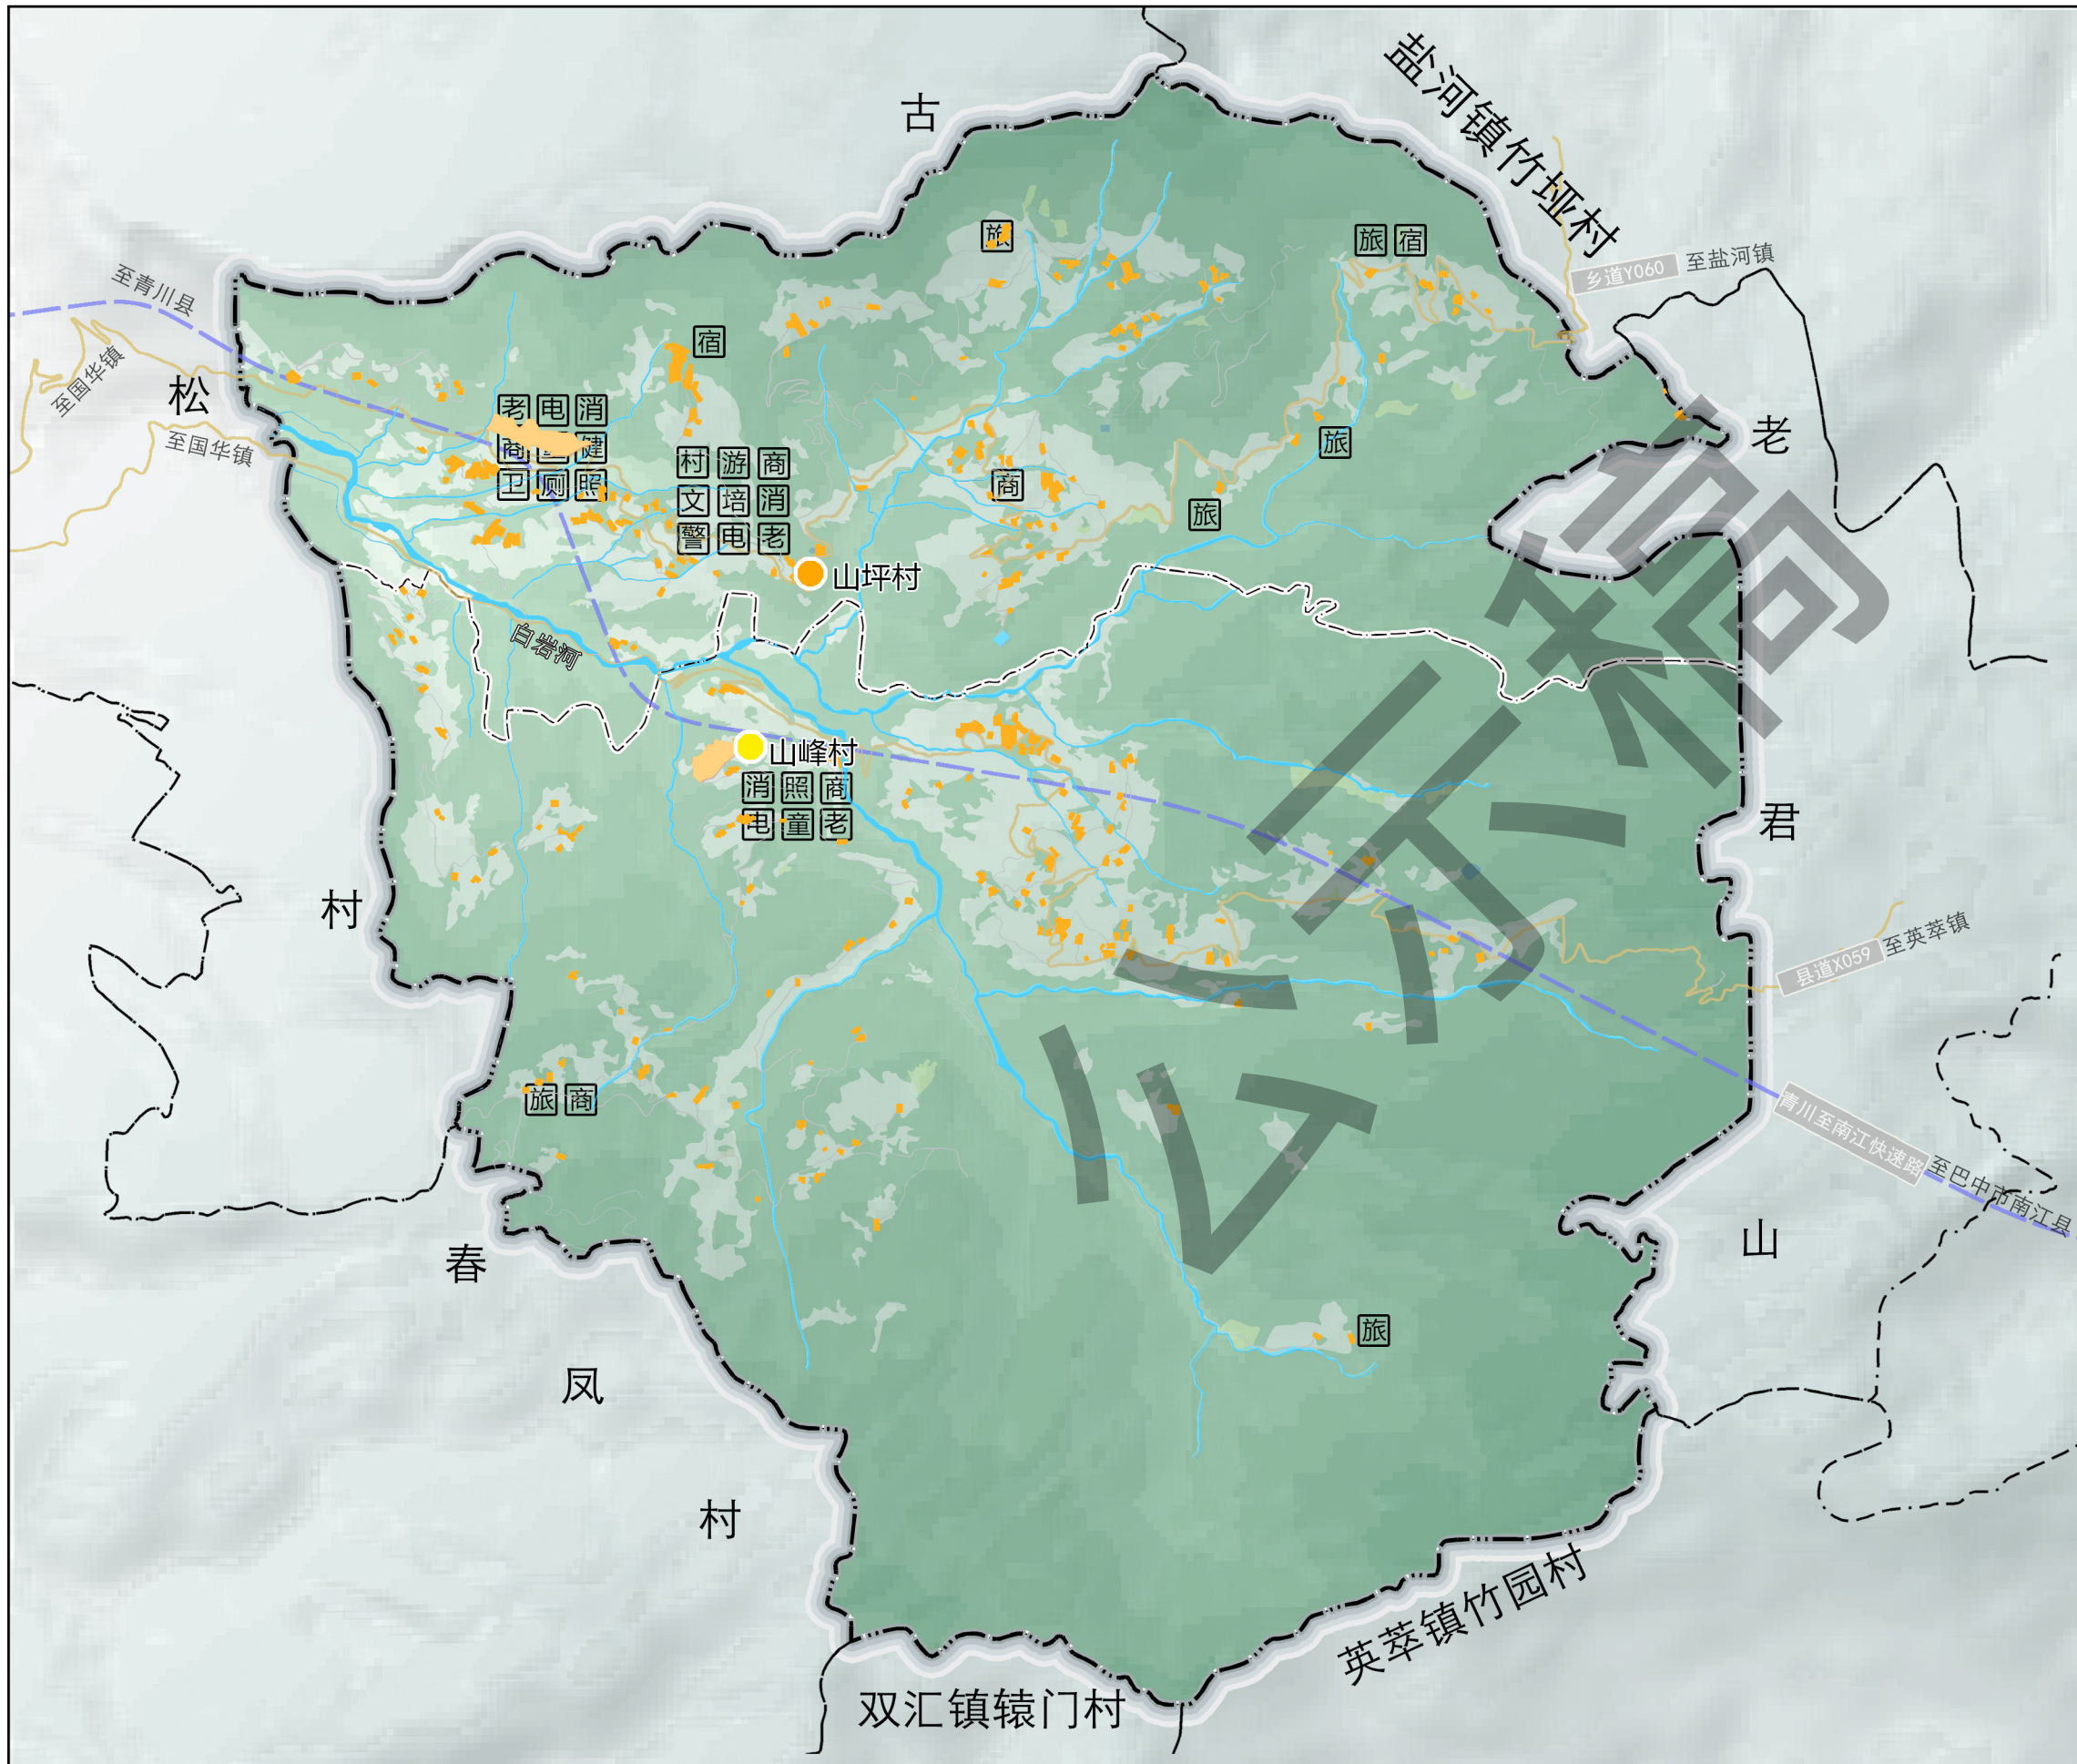 古
盐河镇竹垭村
乡道Y060
至盐河镇
旅
旅 宿
至青川县
宿
至国华镇
松
至国华镇
老 电 消
商 健
卫 厕 照
村 游 商
文 培 消
警 电 老
商
旅
旅
老
山坪村
白岩河
山峰村
消 照 商
电 童 老
君
村
县道X059
至英萃镇
旅 商
青川至南江快速路
至巴中市南江县
山
春
凤
旅
村
英萃镇竹园村
双汇镇辕门村
公示稿